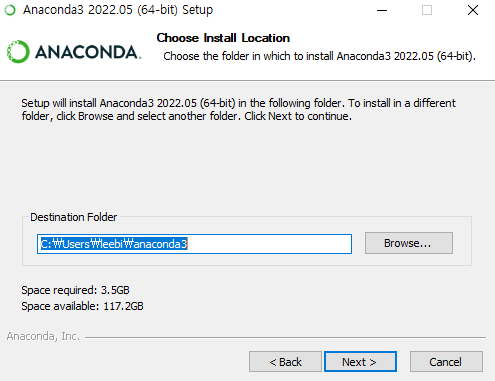 Anaconda3 2022.05 (64-bit) Setup
ANACONDA.
Choose Install Location
Choose the folder in which to install Anaconda3 2022.05 (64-bit).
Setup will install Anaconda3 2022.05 (64-bit) in the following folder. To install in a different
folder, click Browse and select another folder. Click Next to continue.
Destination Folder
C:₩Users₩leebi₩anaconda3
Browse...
Space required: 3.5GB
Space available: 117.2GB
Anaconda, Inc.
< Back
Next >
Cancel